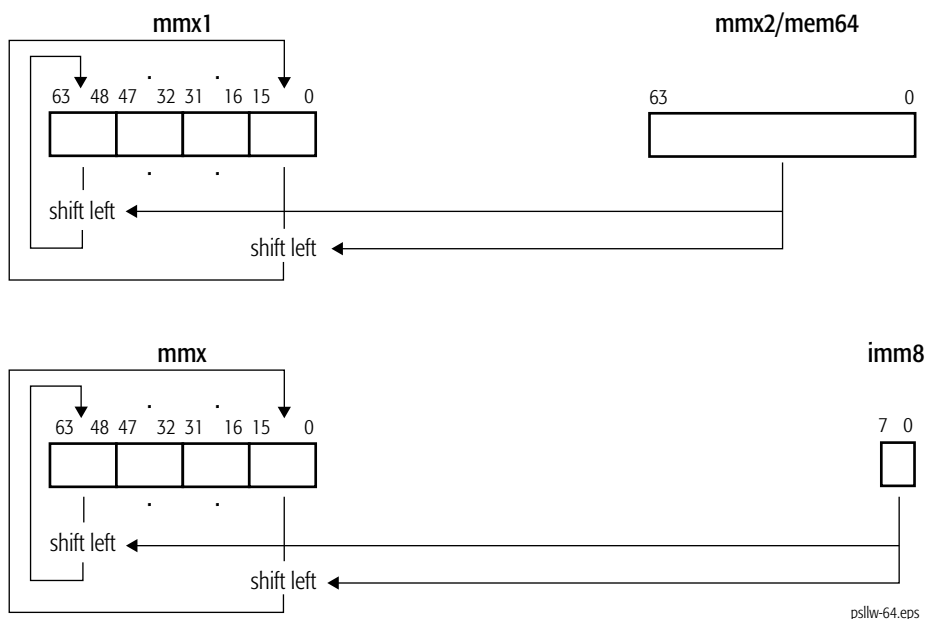 mmx1 mmx2/mem64
. .
63 48 47 32 31 16 15 0 63 0
. .
shift left
shift left
mmx imm8
. .
63 48 47 32 31 16 15 0 7 0
. .
shift left
shift left
psllw-64.eps